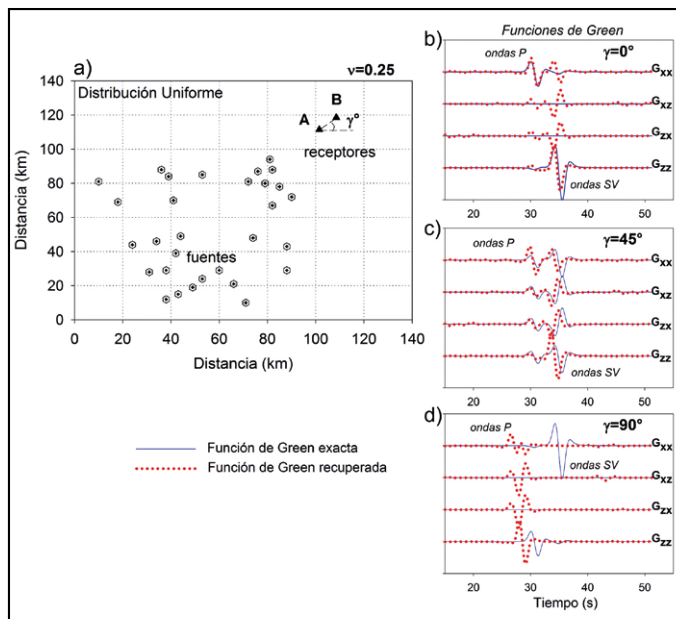 a)
ν=0.25
Distribución Uniforme
B
A
γ°
receptores
fuentes
Distancia (km)
140
120
100
80
60
40
20
0
0 20 40 60 80 100 120 140
Distancia (km)
Función de Green exacta
Función de Green recuperada
Funciones de Green
b)
ondas P
γ=0°
Gxx
Gxz
Gzx
Gzz
ondas SV
20 30 40 50
c)
ondas P
γ=45°
Gxx
Gxz
Gzx
Gzz
ondas SV
20 30 40 50
d)
ondas P
γ=90°
Gxx
ondas SV
Gxz
Gzx
Gzz
20 30 40 50
Tiempo (s)